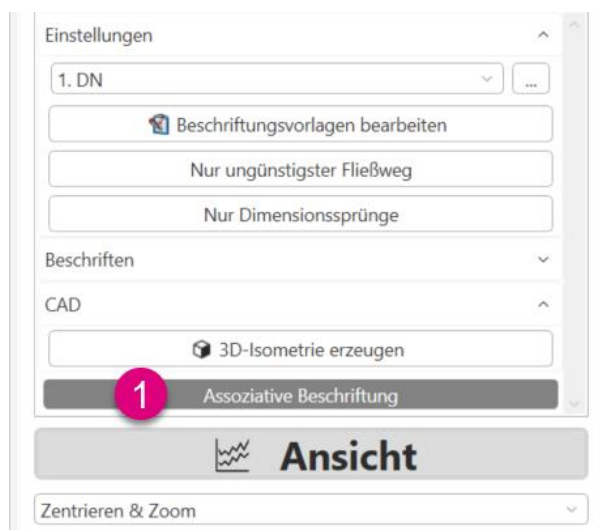 Einstellungen
1. DN
...
Beschriftungsvorlagen bearbeiten
Nur ungünstigster Fließweg
Nur Dimensionssprünge
Beschriften
CAD
3D-Isometrie erzeugen
1 Assoziative Beschriftung
Ansicht
Zentrieren & Zoom